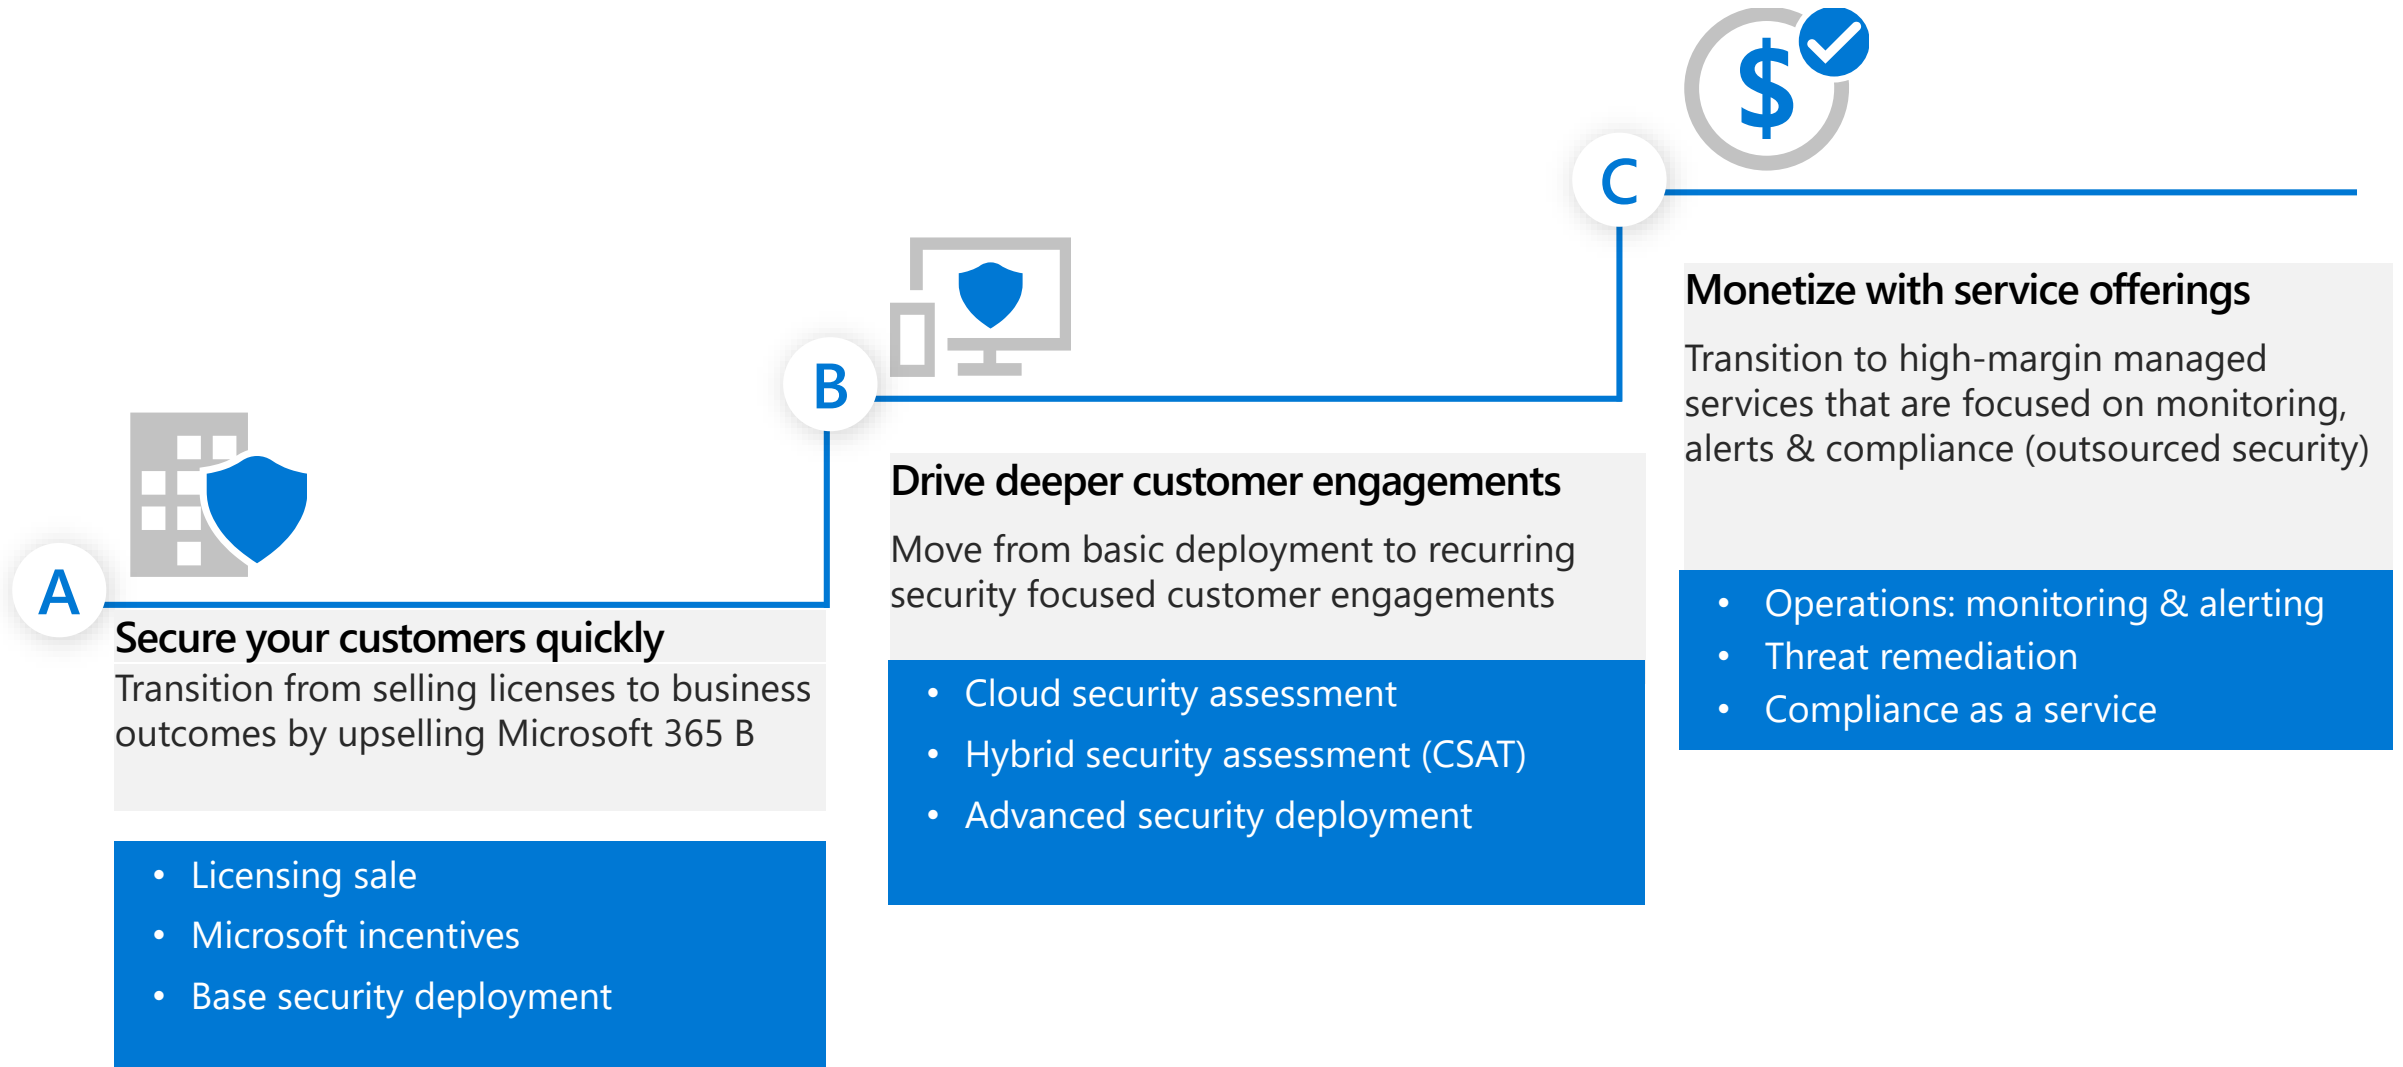 A
Secure your customers quickly
Transition from selling licenses to business
outcomes by upselling Microsoft 365 B
• Licensing sale
• Microsoft incentives
• Base security deployment
B
Drive deeper customer engagements
Move from basic deployment to recurring
security focused customer engagements
• Cloud security assessment
• Hybrid security assessment (CSAT)
• Advanced security deployment
$
C
Monetize with service offerings
Transition to high-margin managed
services that are focused on monitoring,
alerts & compliance (outsourced security)
• Operations: monitoring & alerting
• Threat remediation
• Compliance as a service